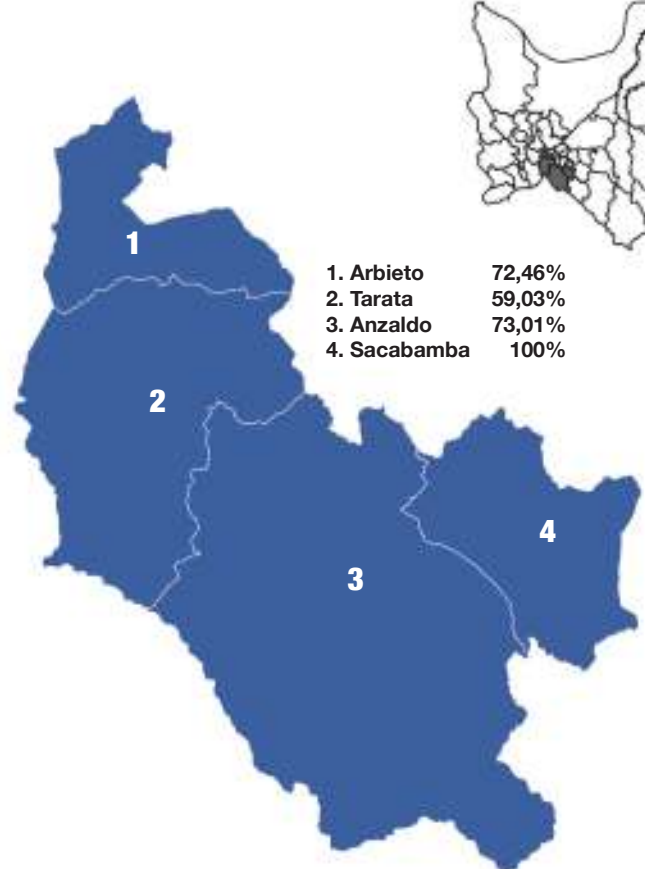 1
1. Arbieto 72,46%
2. Tarata 59,03%
3. Anzaldo 73,01%
4. Sacabamba 100%
2
4
3